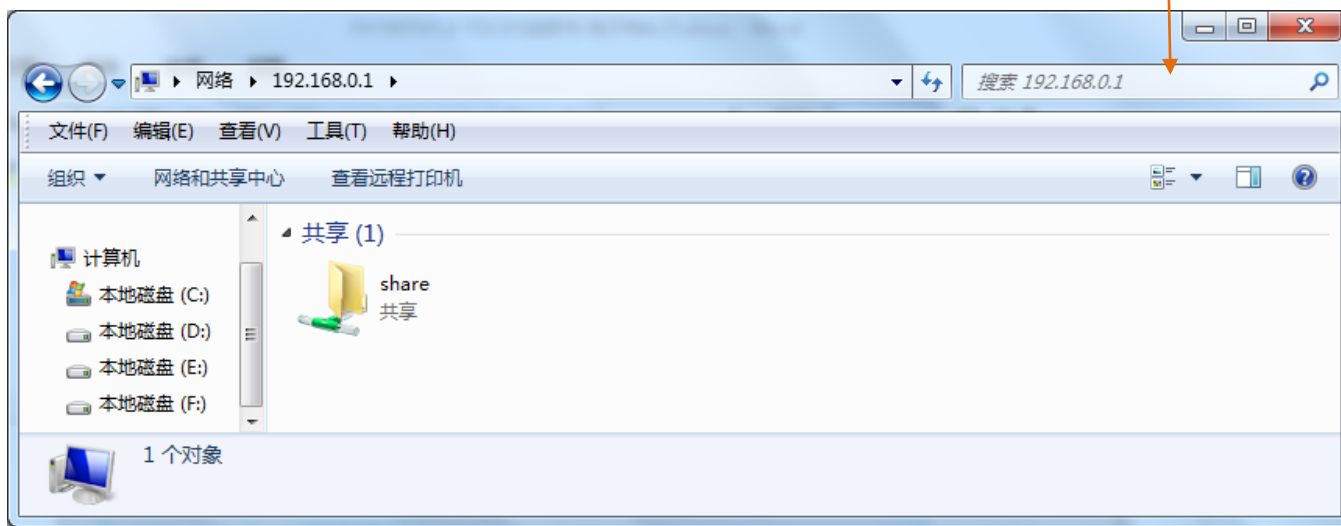 网络 192.168.0.1
搜索 192.168.0.1
文件(F) 编辑(E) 查看(V) 工具(T) 帮助(H)
组织 网络和共享中心 查看远程打印机
计算机
本地磁盘 (C:)
本地磁盘 (D:)
本地磁盘 (E:)
本地磁盘 (F:)
共享 (1)
share
共享
1 个对象